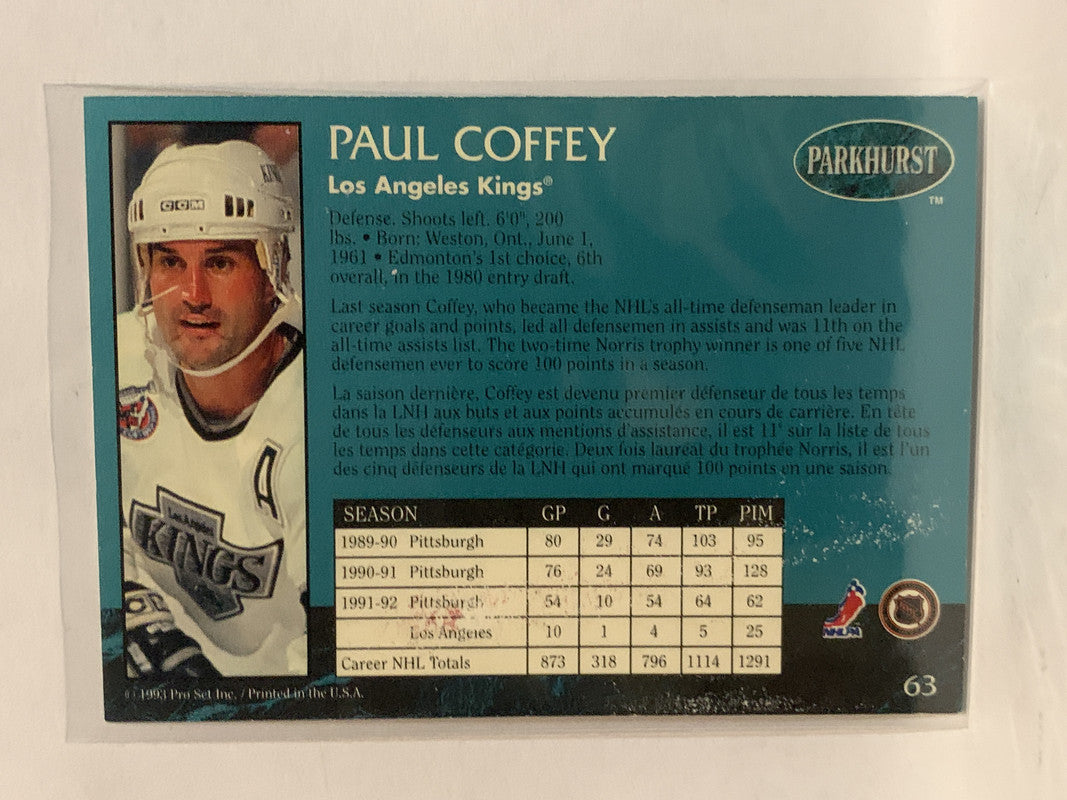 PAUL COFFEY
Los Angeles Kings®
PARKHURST
TM
Defense. Shoots left. 6'0", 200
lbs. • Born: Weston, Ont., June 1,
1961 • Edmonton's 1st choice, 6th
overall, in the 1980 entry draft.
Last season Coffey, who became the NHL's all-time defenseman leader in
career goals and points, led all defensemen in assists and was 11th on the
all-time assists list. The two-time Norris trophy winner is one of five NHL
defensemen ever to score 100 points in a season.
La saison dernière, Coffey est devenu premier défenseur de tous les temps
dans la LNH aux buts et aux points accumulés en cours de carrière. En tête
de tous les défenseurs aux mentions d'assistance, il est 11e sur la liste de tous
les temps dans cette catégorie. Deux fois lauréat du trophée Norris, il est l'un
des cinq défenseurs de la LNH qui ont marqué 100 points en une saison.
SEASON GP G A TP PIM
1989-90 Pittsburgh 80 29 74 103 95
1990-91 Pittsburgh 76 24 69 93 128
1991-92 Pittsburgh 54 10 54 64 62
Los Angeles 10 1 4 5 25
Career NHL Totals 873 318 796 1114 1291
© 1993 Pro Set Inc. / Printed in the U.S.A.
NHLPA
63
CCM
KINGS
A
Los Angeles
KINGS